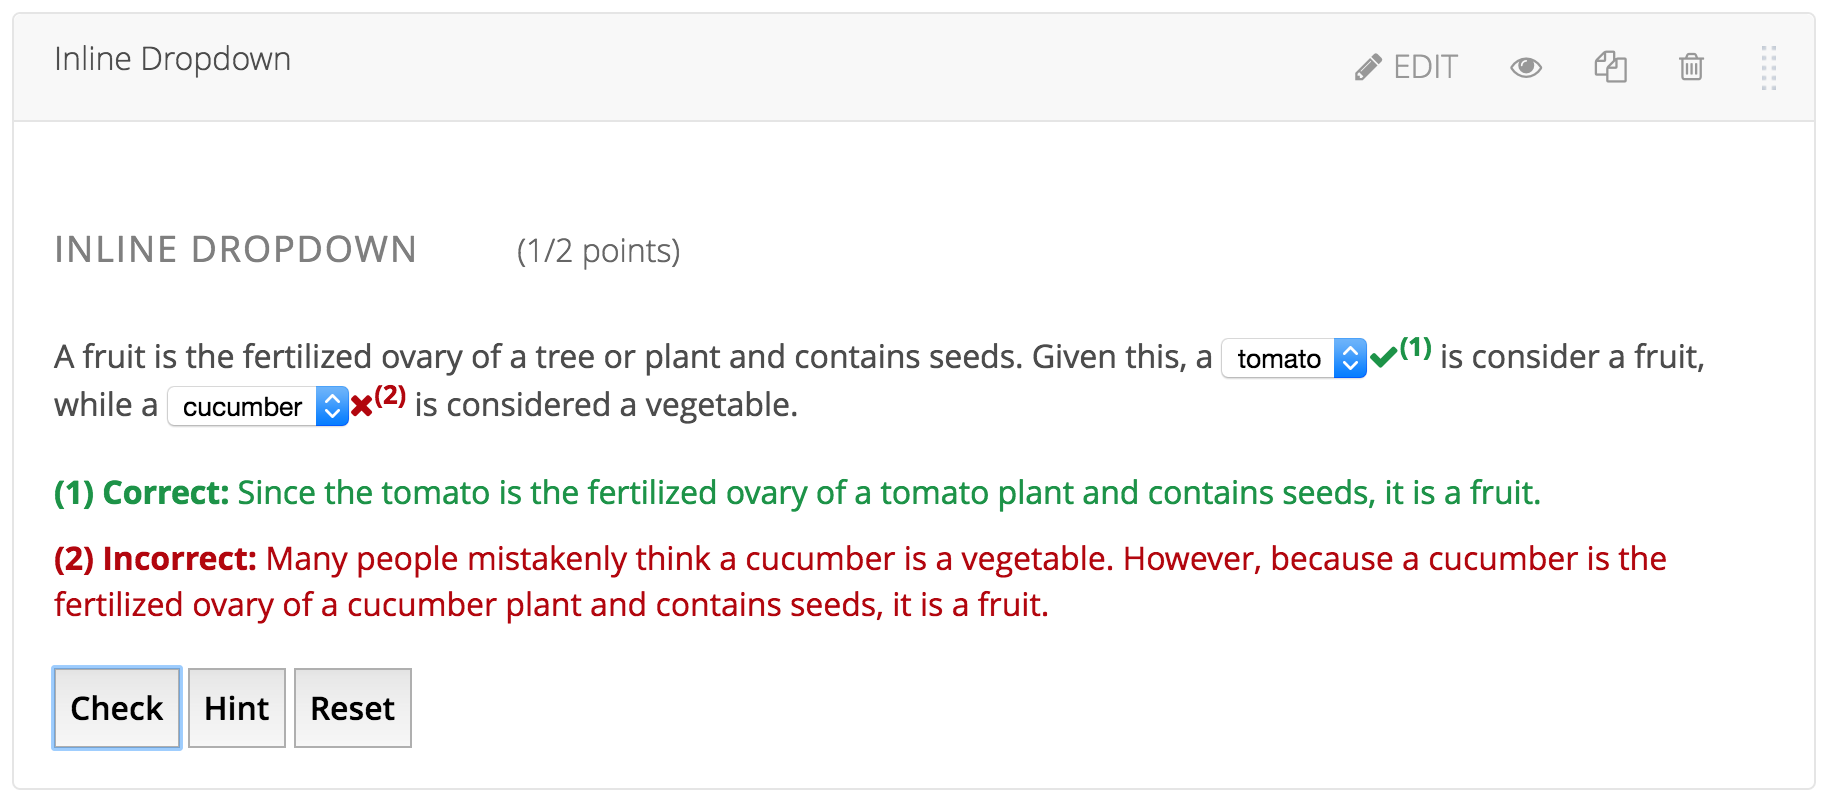 Inline Dropdown
EDIT
INLINE DROPDOWN (1/2 points)
A fruit is the fertilized ovary of a tree or plant and contains seeds. Given this, a tomato (1) is consider a fruit,
while a cucumber (2) is considered a vegetable.
(1) Correct: Since the tomato is the fertilized ovary of a tomato plant and contains seeds, it is a fruit.
(2) Incorrect: Many people mistakenly think a cucumber is a vegetable. However, because a cucumber is the
fertilized ovary of a cucumber plant and contains seeds, it is a fruit.
Check Hint Reset